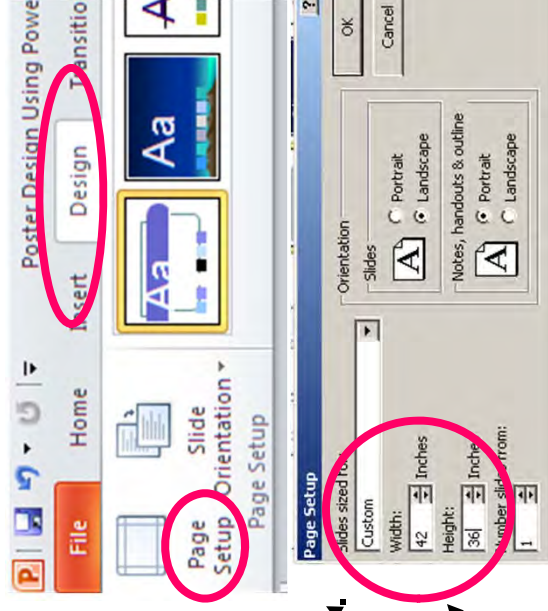 Poster Design Using Powe
File Home Insert Design Transitio
Page
Setup
Slide
Orientation
Page Setup
Aa
Aa
A
Page Setup
?
Slides sized for:
Custom
Width:
42 Inches
Height:
36 Inches
Number slides from:
1
Orientation
Slides
A
Portrait
Landscape
Notes, handouts & outline
A
Portrait
Landscape
OK
Cancel